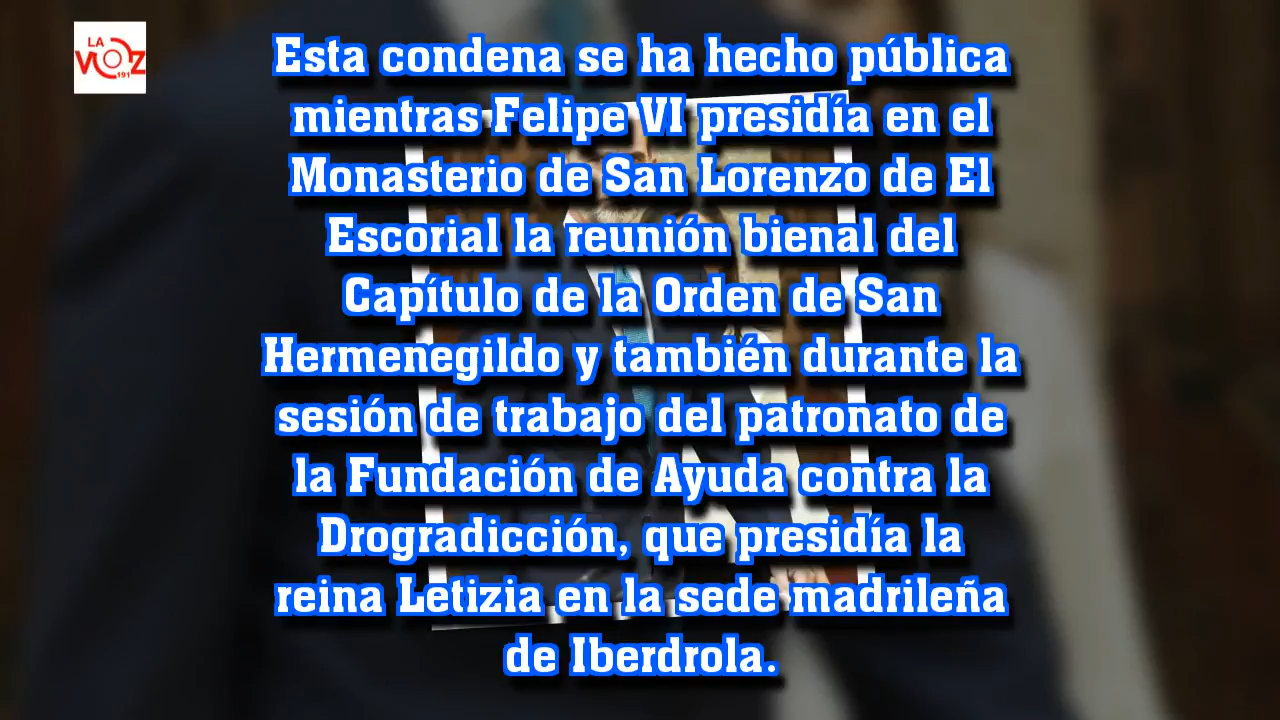 LA
VOZ
191
Esta condena se ha hecho pública
mientras Felipe VI presidía en el
Monasterio de San Lorenzo de El
Escorial la reunión bienal del
Capítulo de la Orden de San
Hermenegildo y también durante la
sesión de trabajo del patronato de
la Fundación de Ayuda contra la
Drogradicción, que presidía la
reina Letizia en la sede madrileña
de Iberdrola.